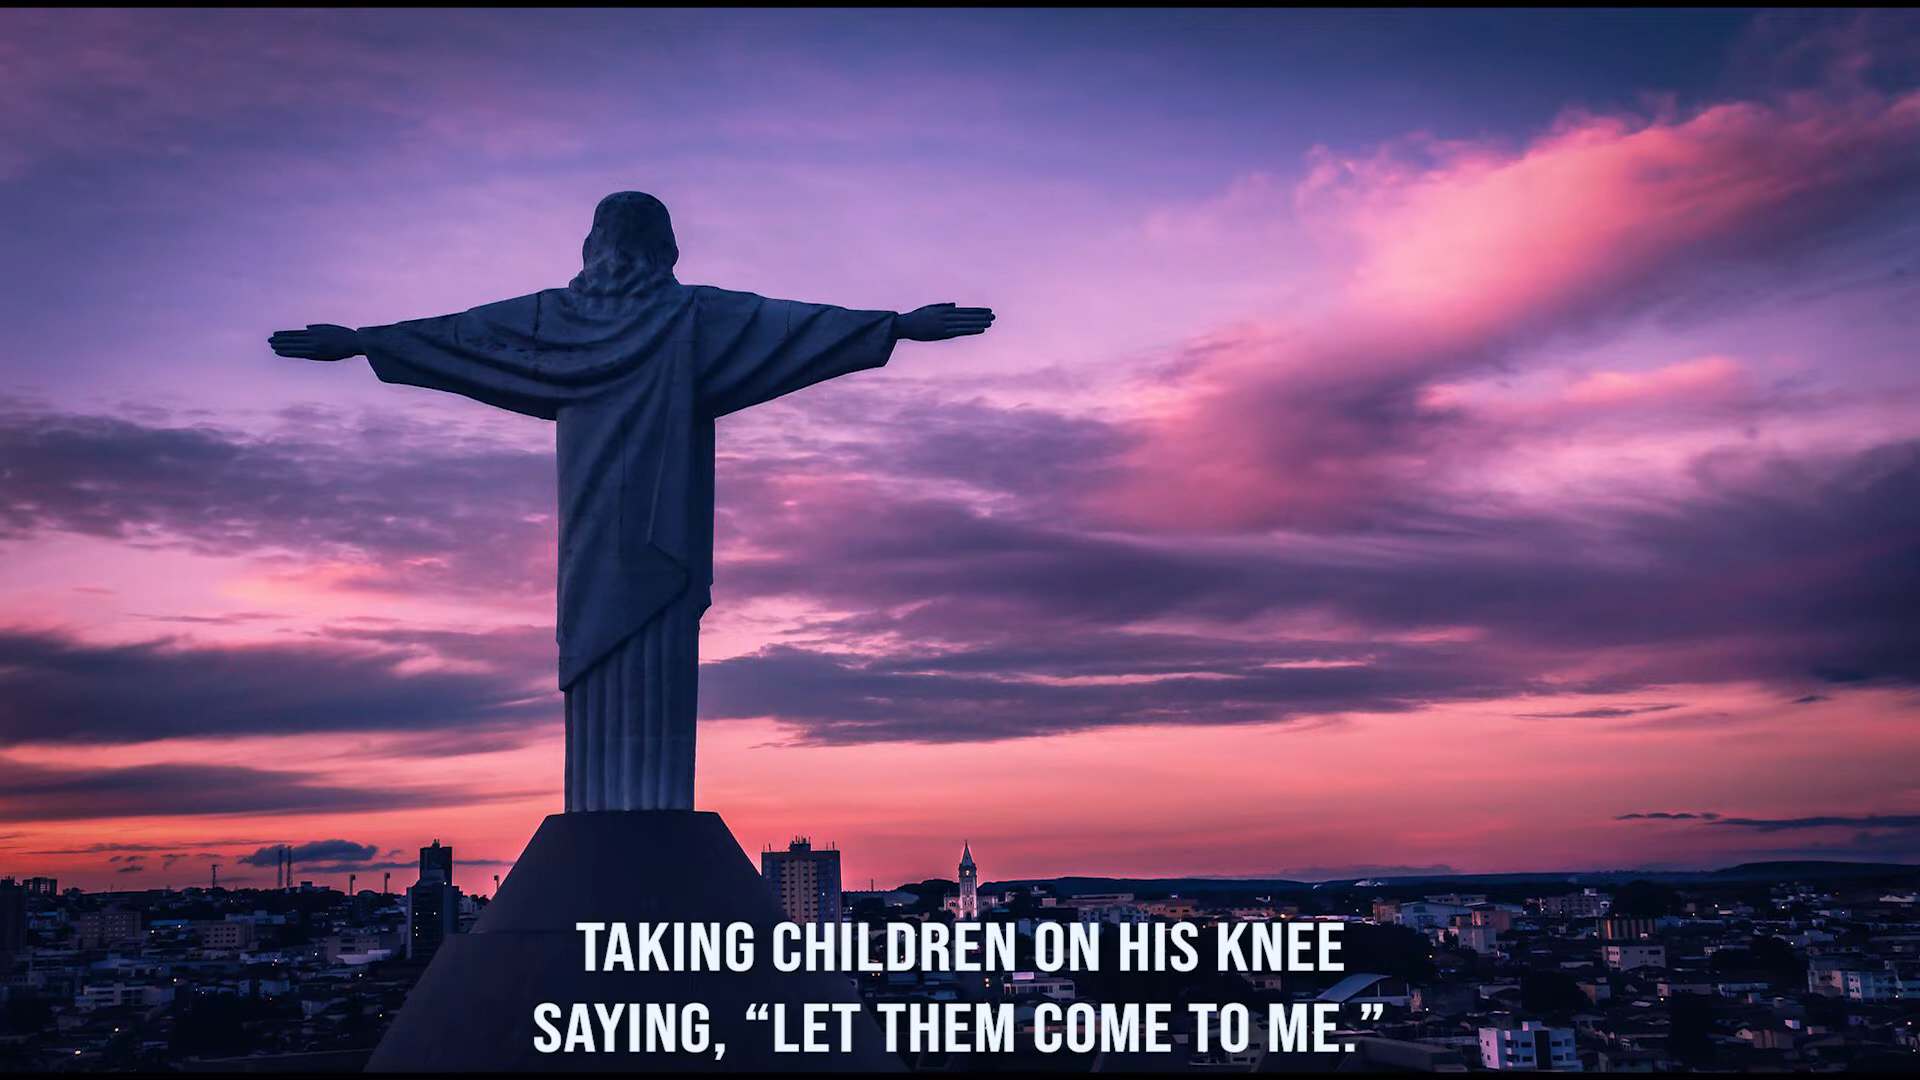 TAKING CHILDREN ON HIS KNEE
SAYING, “LET THEM COME TO ME.”